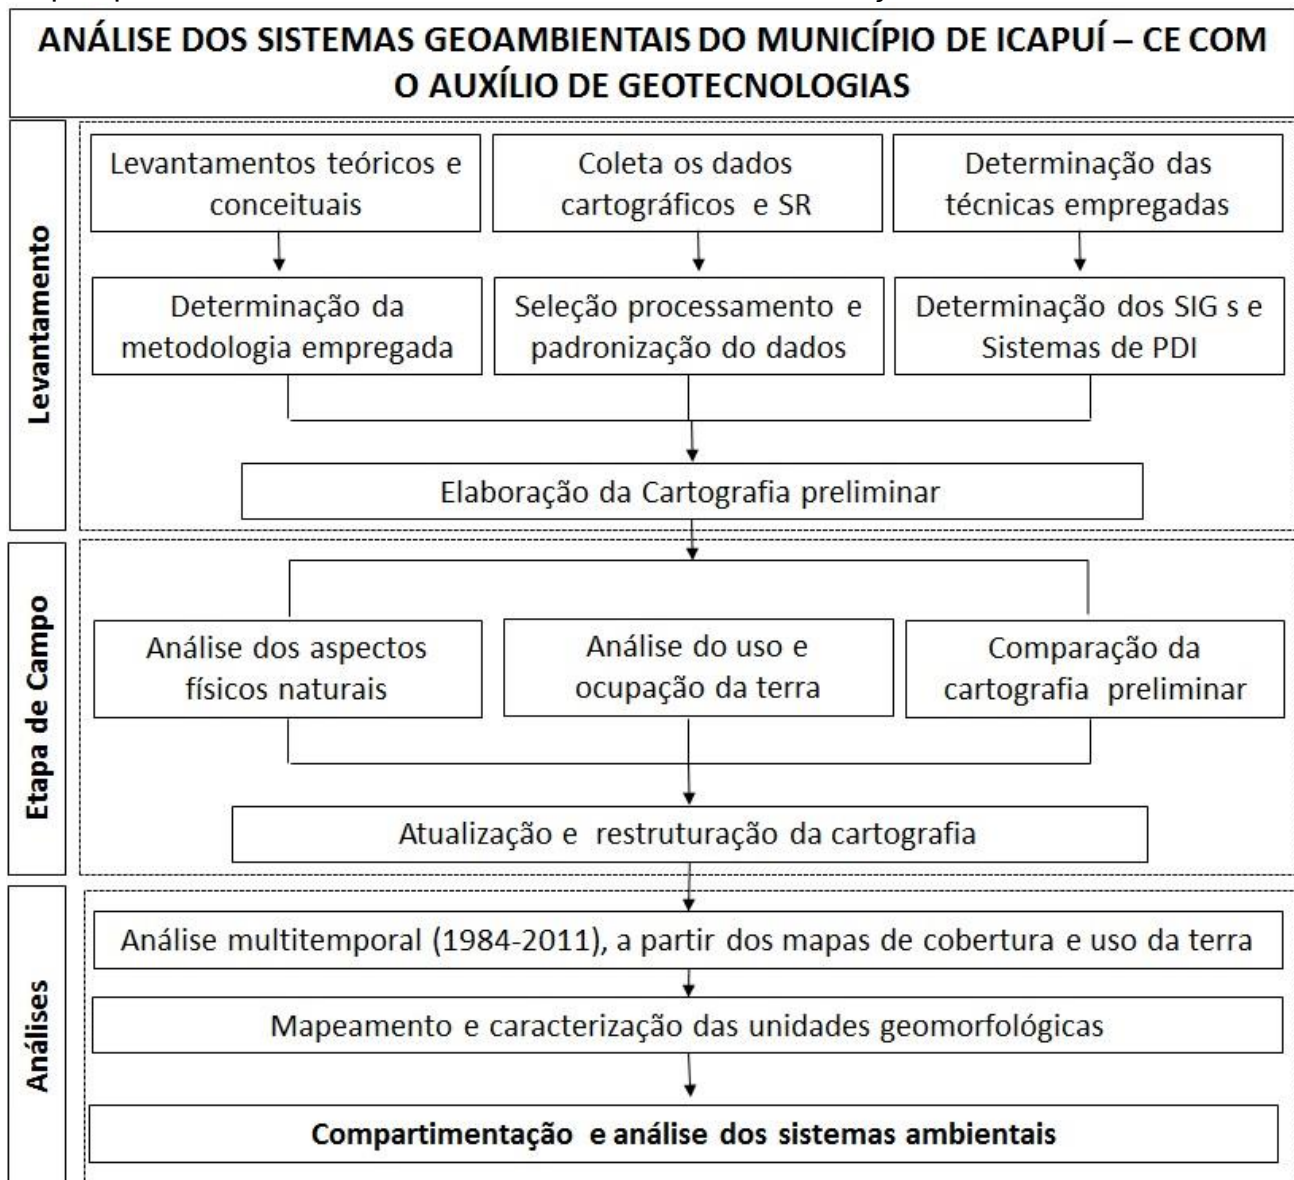 ANÁLISE DOS SISTEMAS GEOAMBIENTAIS DO MUNICÍPIO DE ICAPUÍ – CE COM
O AUXÍLIO DE GEOTECNOLOGIAS
Levantamento
Levantamentos teóricos e
conceituais
Coleta os dados
cartográficos e SR
Determinação das
técnicas empregadas
Determinação da
metodologia empregada
Seleção processamento e
padronização do dados
Determinação dos SIG s e
Sistemas de PDI
Elaboração da Cartografia preliminar
Etapa de Campo
Análise dos aspectos
físicos naturais
Análise do uso e
ocupação da terra
Comparação da
cartografia preliminar
Atualização e restruturação da cartografia
Análises
Análise multitemporal (1984-2011), a partir dos mapas de cobertura e uso da terra
Mapeamento e caracterização das unidades geomorfológicas
Compartimentação e análise dos sistemas ambientais